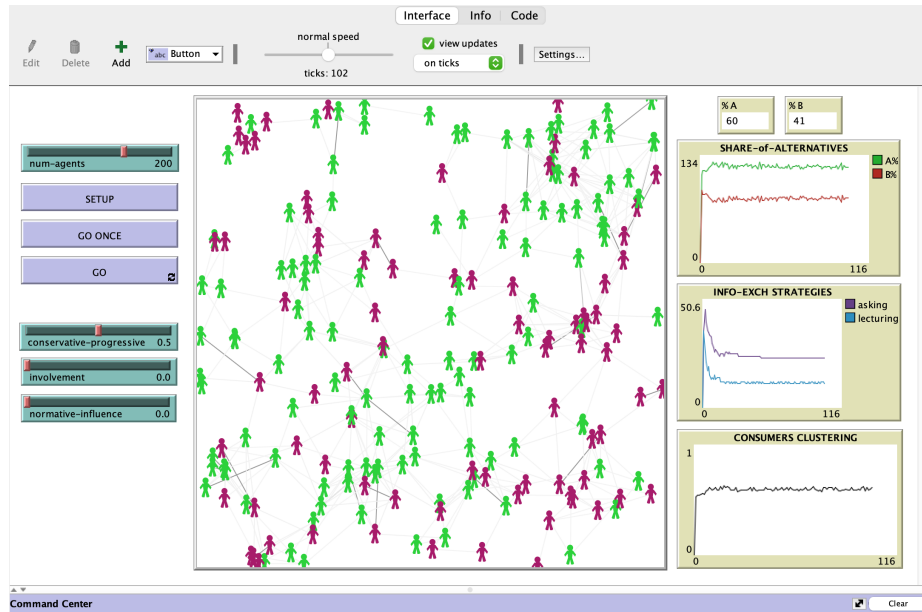 Interface Info Code
Edit
Delete
Add
abc Button
normal speed
ticks: 102
view updates
on ticks
Settings...
num-agents 200
SETUP
GO ONCE
GO
conservative-progressive 0.5
involvement 0.0
normative-influence 0.0
% A
60
% B
41
SHARE-of-ALTERNATIVES
134
0
0 116
A%
B%
INFO-EXCH STRATEGIES
50.6
0
0 116
asking
lecturing
CONSUMERS CLUSTERING
1
0
0 116
Command Center
Clear